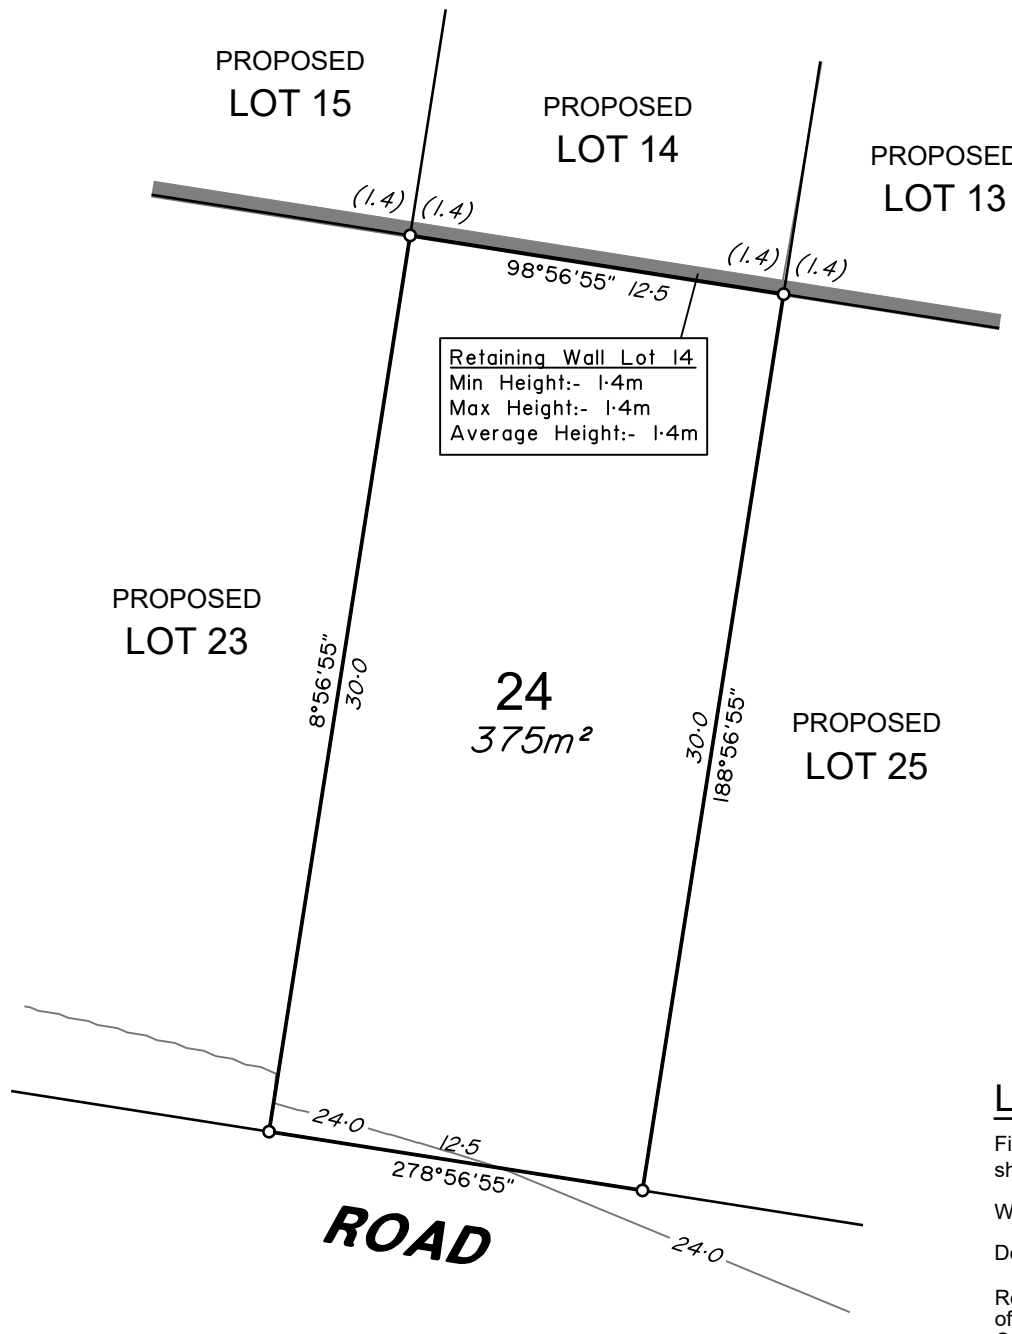 PROPOSED
LOT 15
PROPOSED
LOT 14
PROPOSED
LOT 13
(1.4)
(1.4)
(1.4)
(1.4)
98°56'55"
12·5
Retaining Wall Lot 14
Min Height:- 1·4m
Max Height:- 1·4m
Average Height:- 1·4m
PROPOSED
LOT 23
8°56'55"
30·0
24
375m²
30·0
188°56'55"
PROPOSED
LOT 25
24·0
12·5
278°56'55"
ROAD
24·0